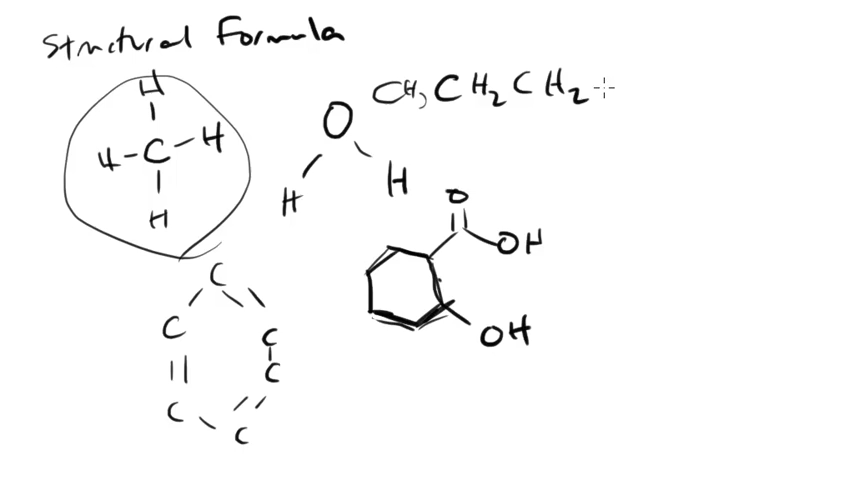 Structural Formula
H
H-C-H
H
O
H H
CH3CH2CH2
O
OH
OH
C
C C
C C
C